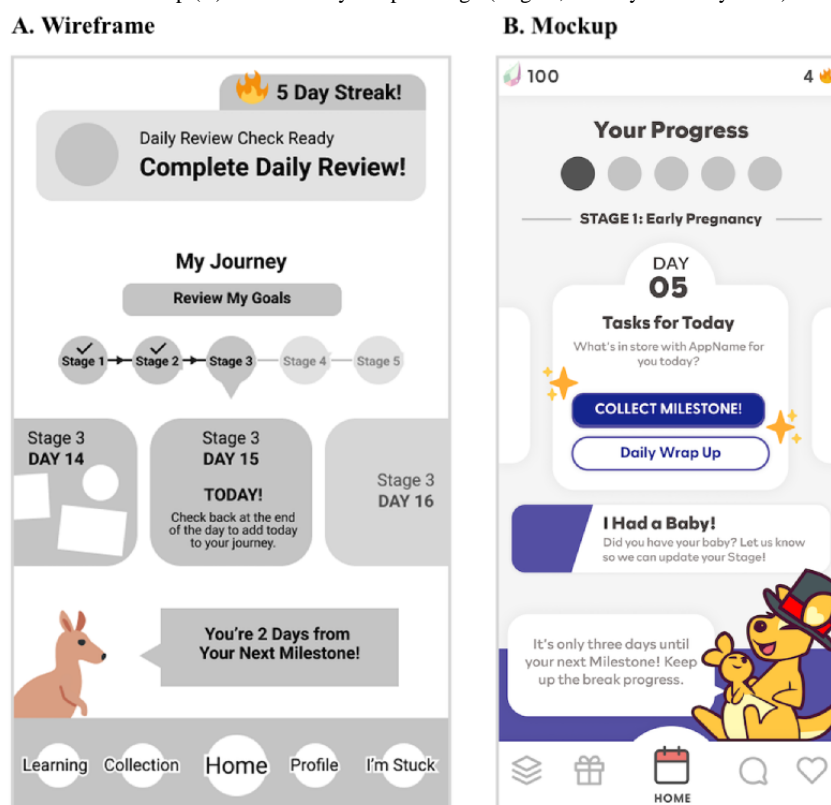 A. Wireframe
5 Day Streak!
Daily Review Check Ready
Complete Daily Review!
My Journey
Review My Goals
Stage 1 Stage 2 Stage 3 Stage 4 Stage 5
Stage 3
DAY 14
Stage 3
DAY 15
TODAY!
Check back at the end
of the day to add today
to your journey.
Stage 3
DAY 16
You're 2 Days from
Your Next Milestone!
Learning Collection Home Profile I'm Stuck
B. Mockup
100
4
Your Progress
STAGE 1: Early Pregnancy
DAY
05
Tasks for Today
What's in store with AppName for
you today?
COLLECT MILESTONE!
Daily Wrap Up
I Had a Baby!
Did you have your baby? Let us know
so we can update your Stage!
It's only three days until
your next Milestone! Keep
up the break progress.
HOME